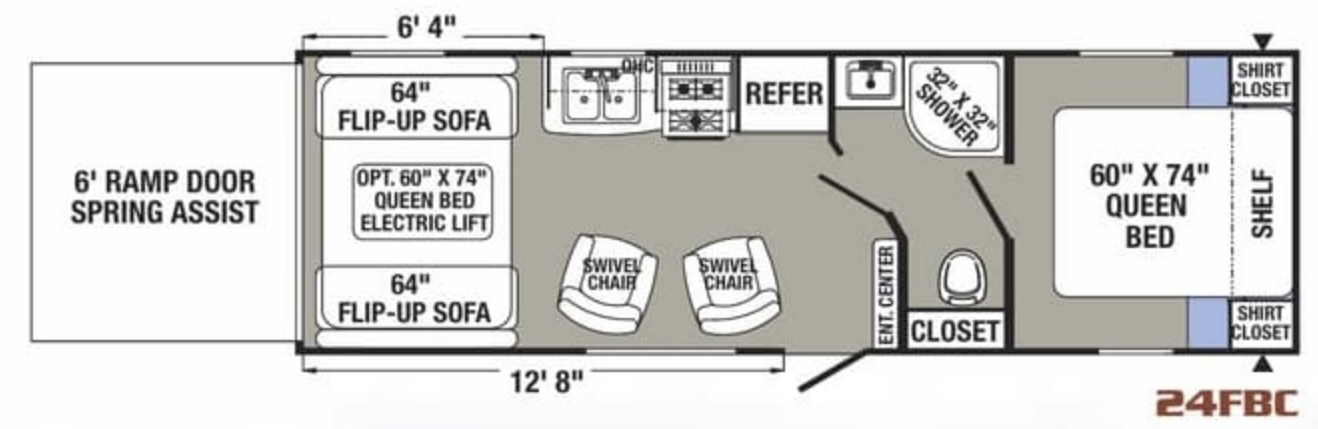 6' 4"
6' RAMP DOOR
SPRING ASSIST
64"
FLIP-UP SOFA
OPT. 60" X 74"
QUEEN BED
ELECTRIC LIFT
64"
FLIP-UP SOFA
OHC
REFER
32" X 32"
SHOWER
SWIVEL
CHAIR
SWIVEL
CHAIR
ENT. CENTER
CLOSET
60" X 74"
QUEEN
BED
SHIRT
CLOSET
SHELF
SHIRT
CLOSET
12' 8"
24FBC